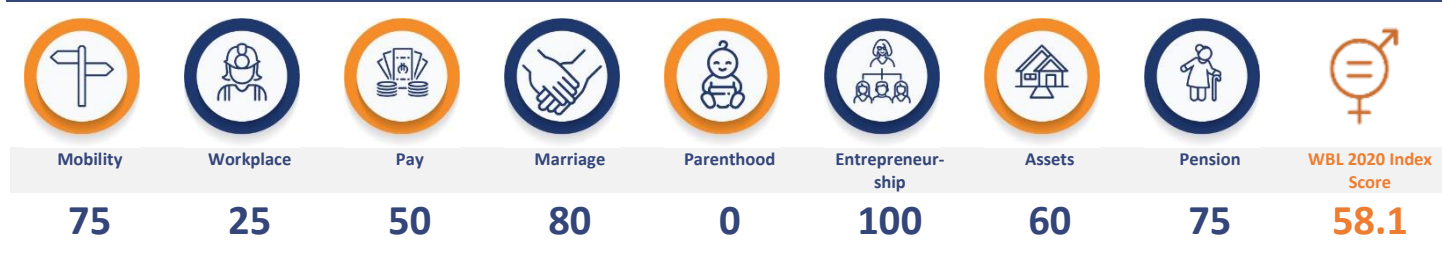 Mobility Workplace Pay Marriage Parenthood Entrepreneur- Assets Pension WBL 2020 Index
ship Score
75 25 50 80 0 100 60 75 58.1